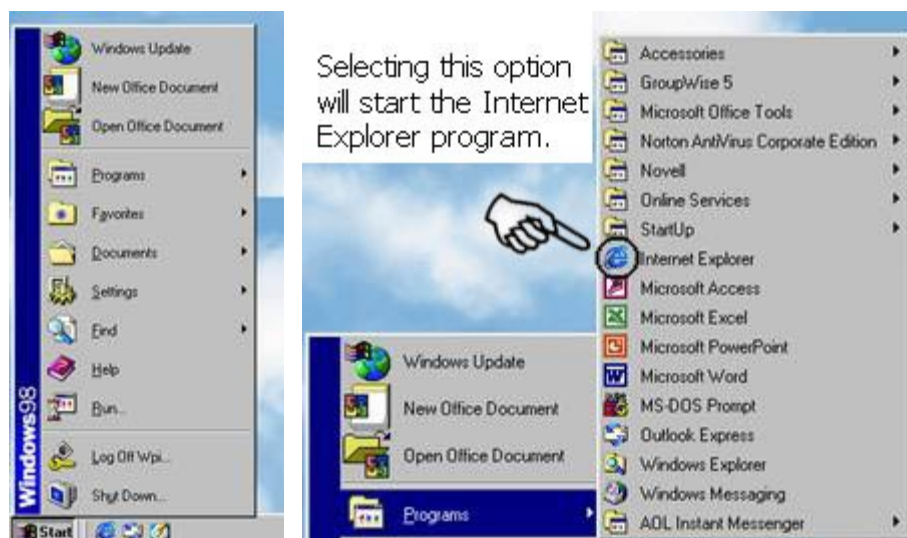 Windows Update
New Office Document
Open Office Document
Programs
Favorites
Documents
Settings
Find
Help
Run...
Log Off Wpi...
Shut Down...
Windows98
Start
Selecting this option
will start the Internet
Explorer program.
Windows Update
New Office Document
Open Office Document
Programs
Accessories
GroupWise 5
Microsoft Office Tools
Norton AntiVirus Corporate Edition
Novell
Online Services
StartUp
Internet Explorer
Microsoft Access
Microsoft Excel
Microsoft PowerPoint
Microsoft Word
MS-DOS Prompt
Outlook Express
Windows Explorer
Windows Messaging
AOL Instant Messenger